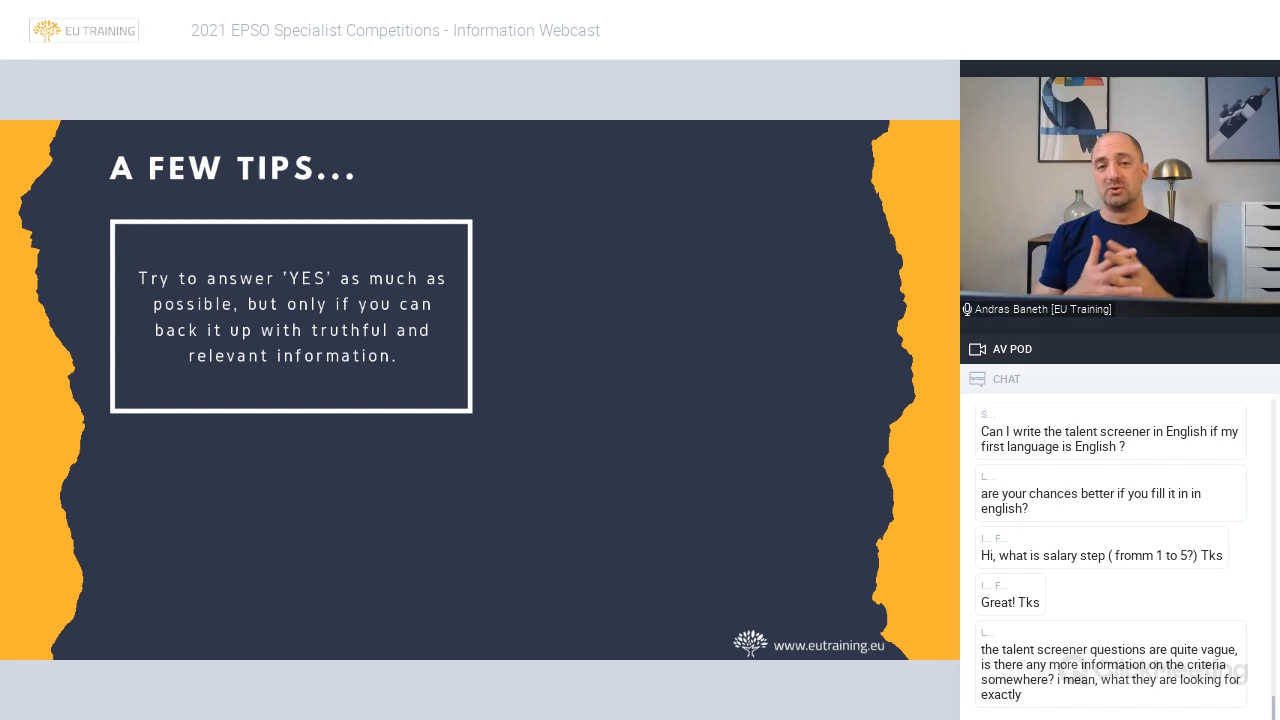 EU TRAINING
2021 EPSO Specialist Competitions - Information Webcast
A FEW TIPS...
Try to answer 'YES' as much as
possible, but only if you can
back it up with truthful and
relevant information.
www.eutraining.eu
Andras Baneth [EU Training]
AV POD
CHAT
S...
Can I write the talent screener in English if my
first language is English ?
L...
are your chances better if you fill it in in
english?
I... F...
Hi, what is salary step ( fromm 1 to 5?) Tks
I... F...
Great! Tks
L...
the talent screener questions are quite vague,
is there any more information on the criteria
somewhere? i mean, what they are looking for
exactly
ClickMeeting